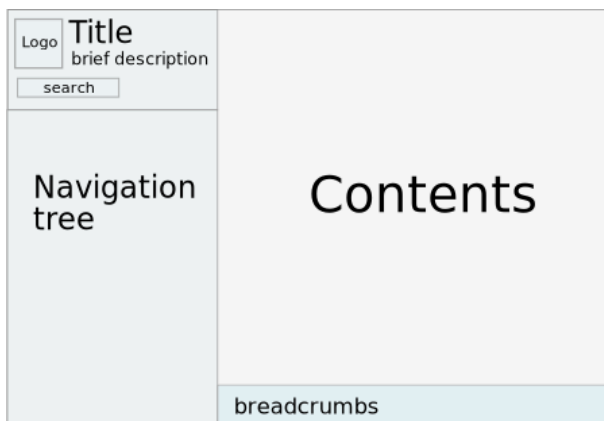 Logo
Title
brief description
search
Navigation
tree
Contents
breadcrumbs